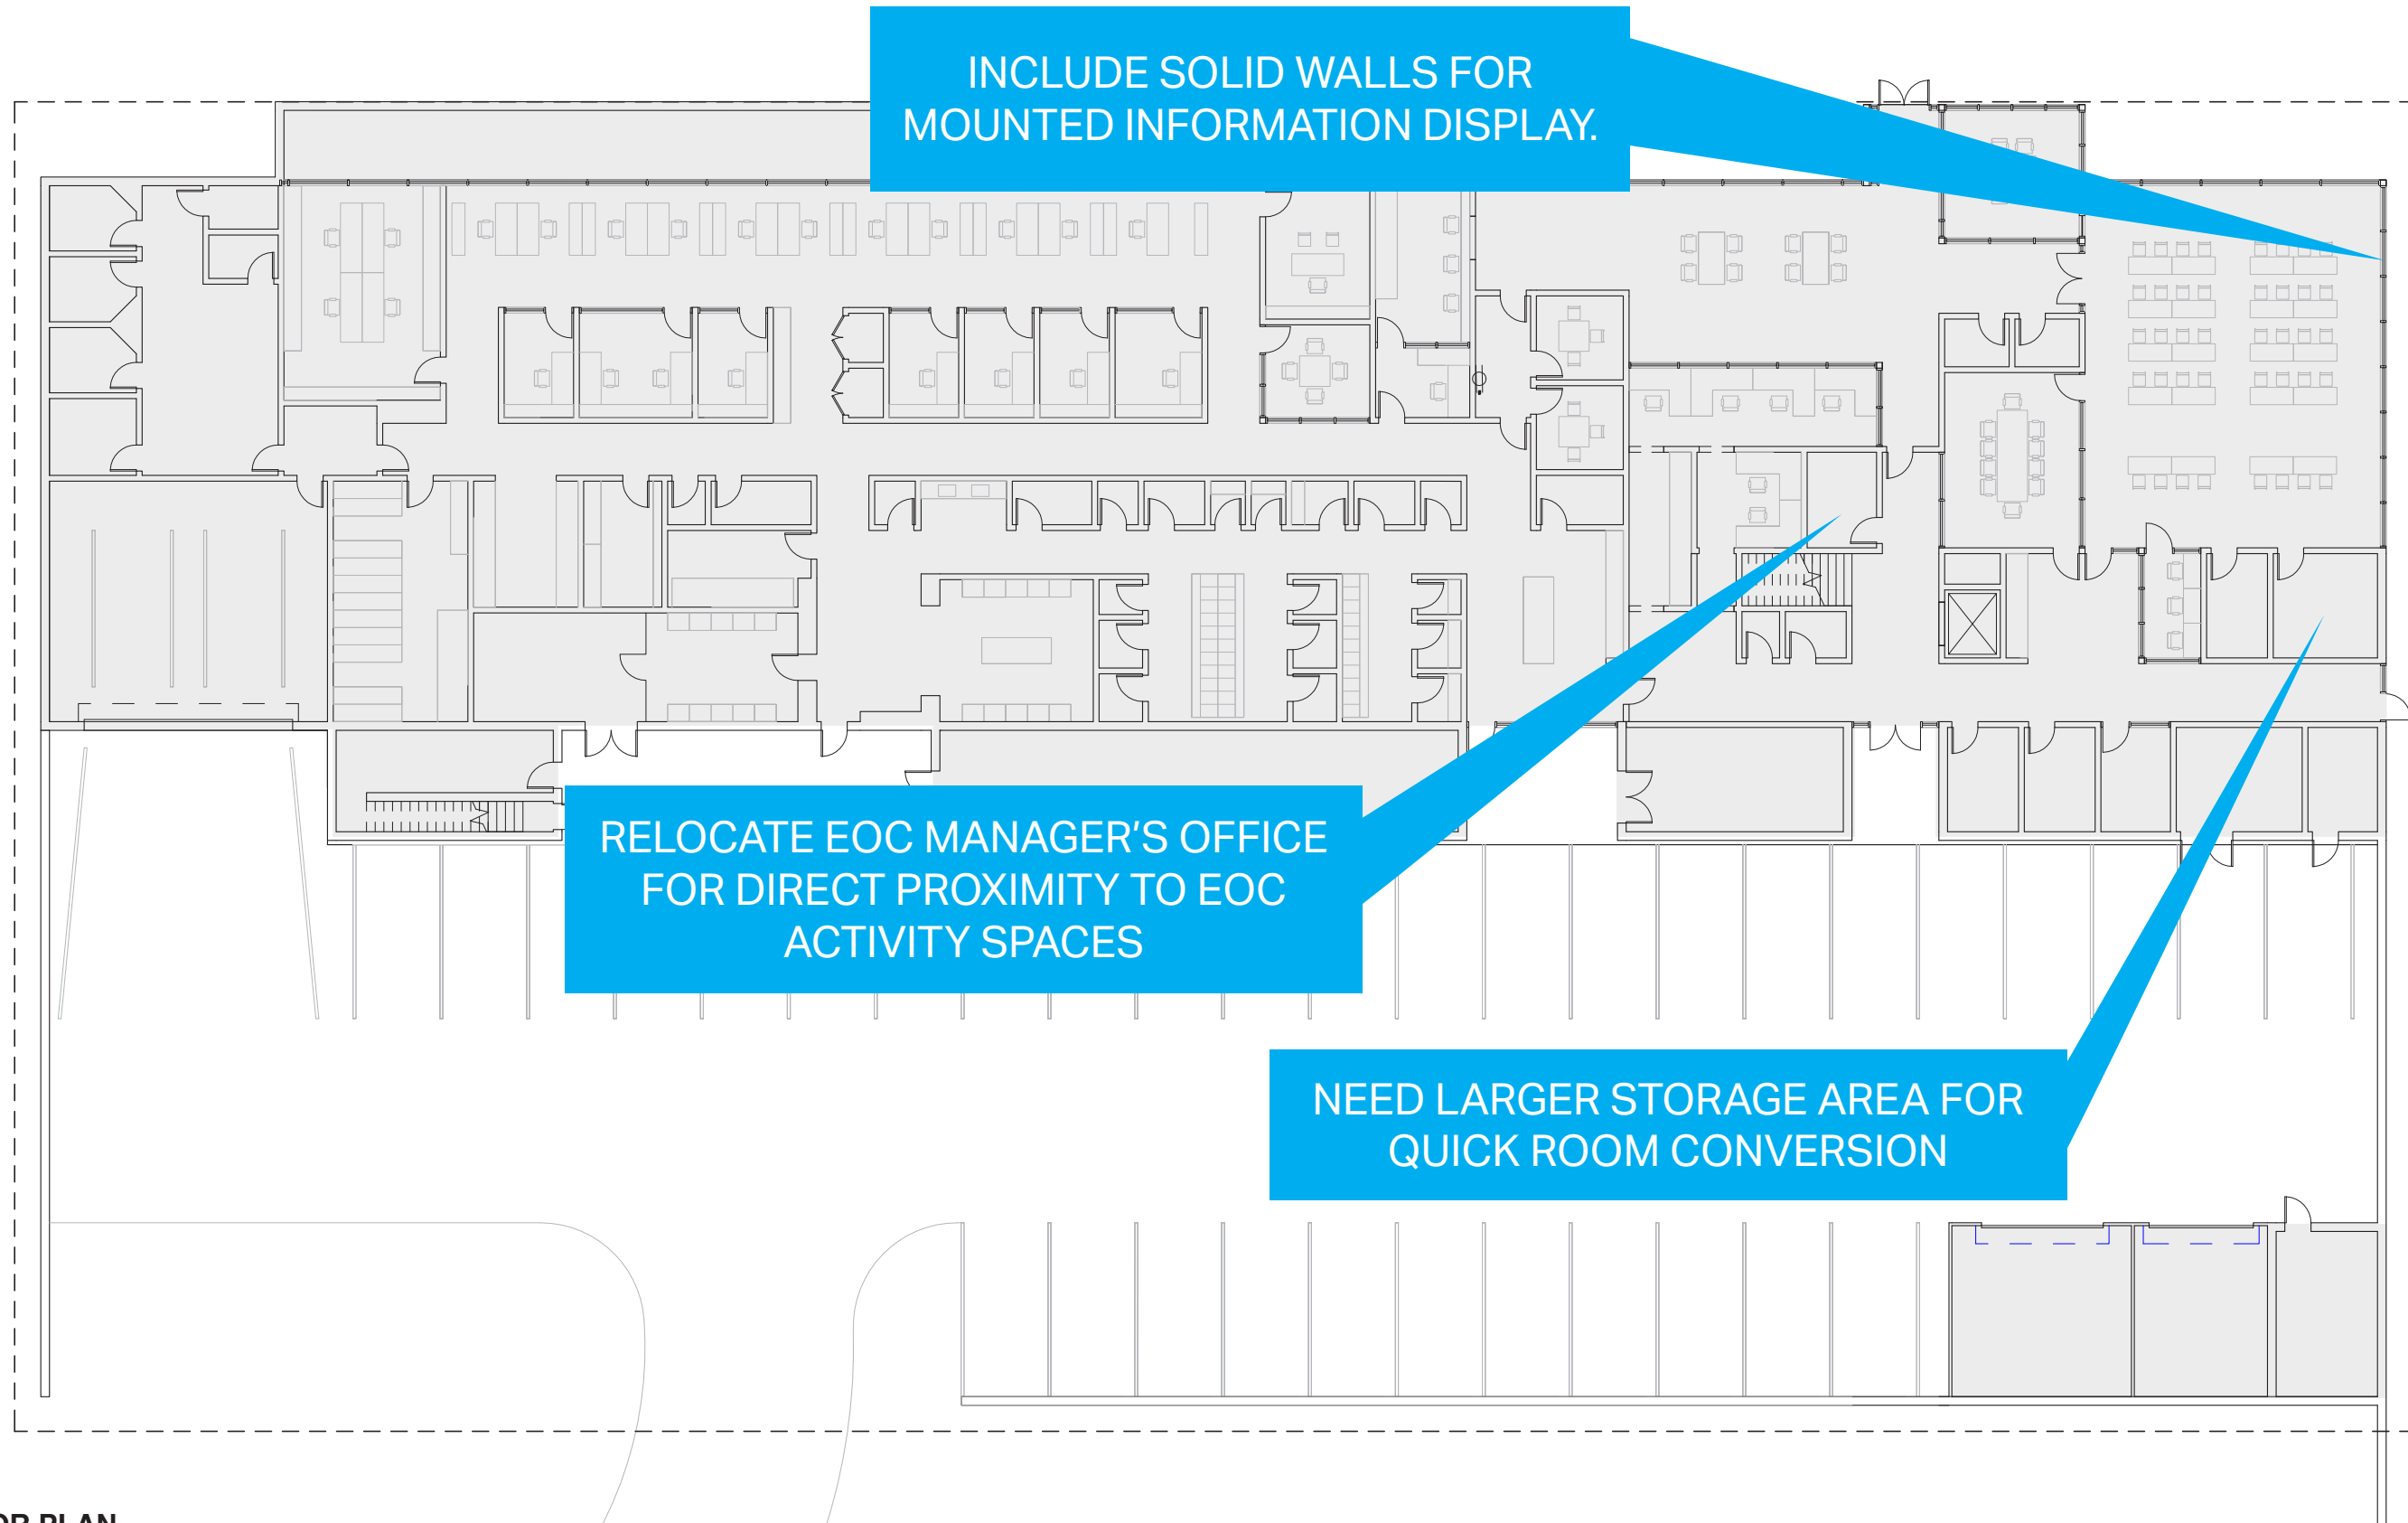 INCLUDE SOLID WALLS FOR
MOUNTED INFORMATION DISPLAY.
RELOCATE EOC MANAGER'S OFFICE
FOR DIRECT PROXIMITY TO EOC
ACTIVITY SPACES
NEED LARGER STORAGE AREA FOR
QUICK ROOM CONVERSION
PLAN